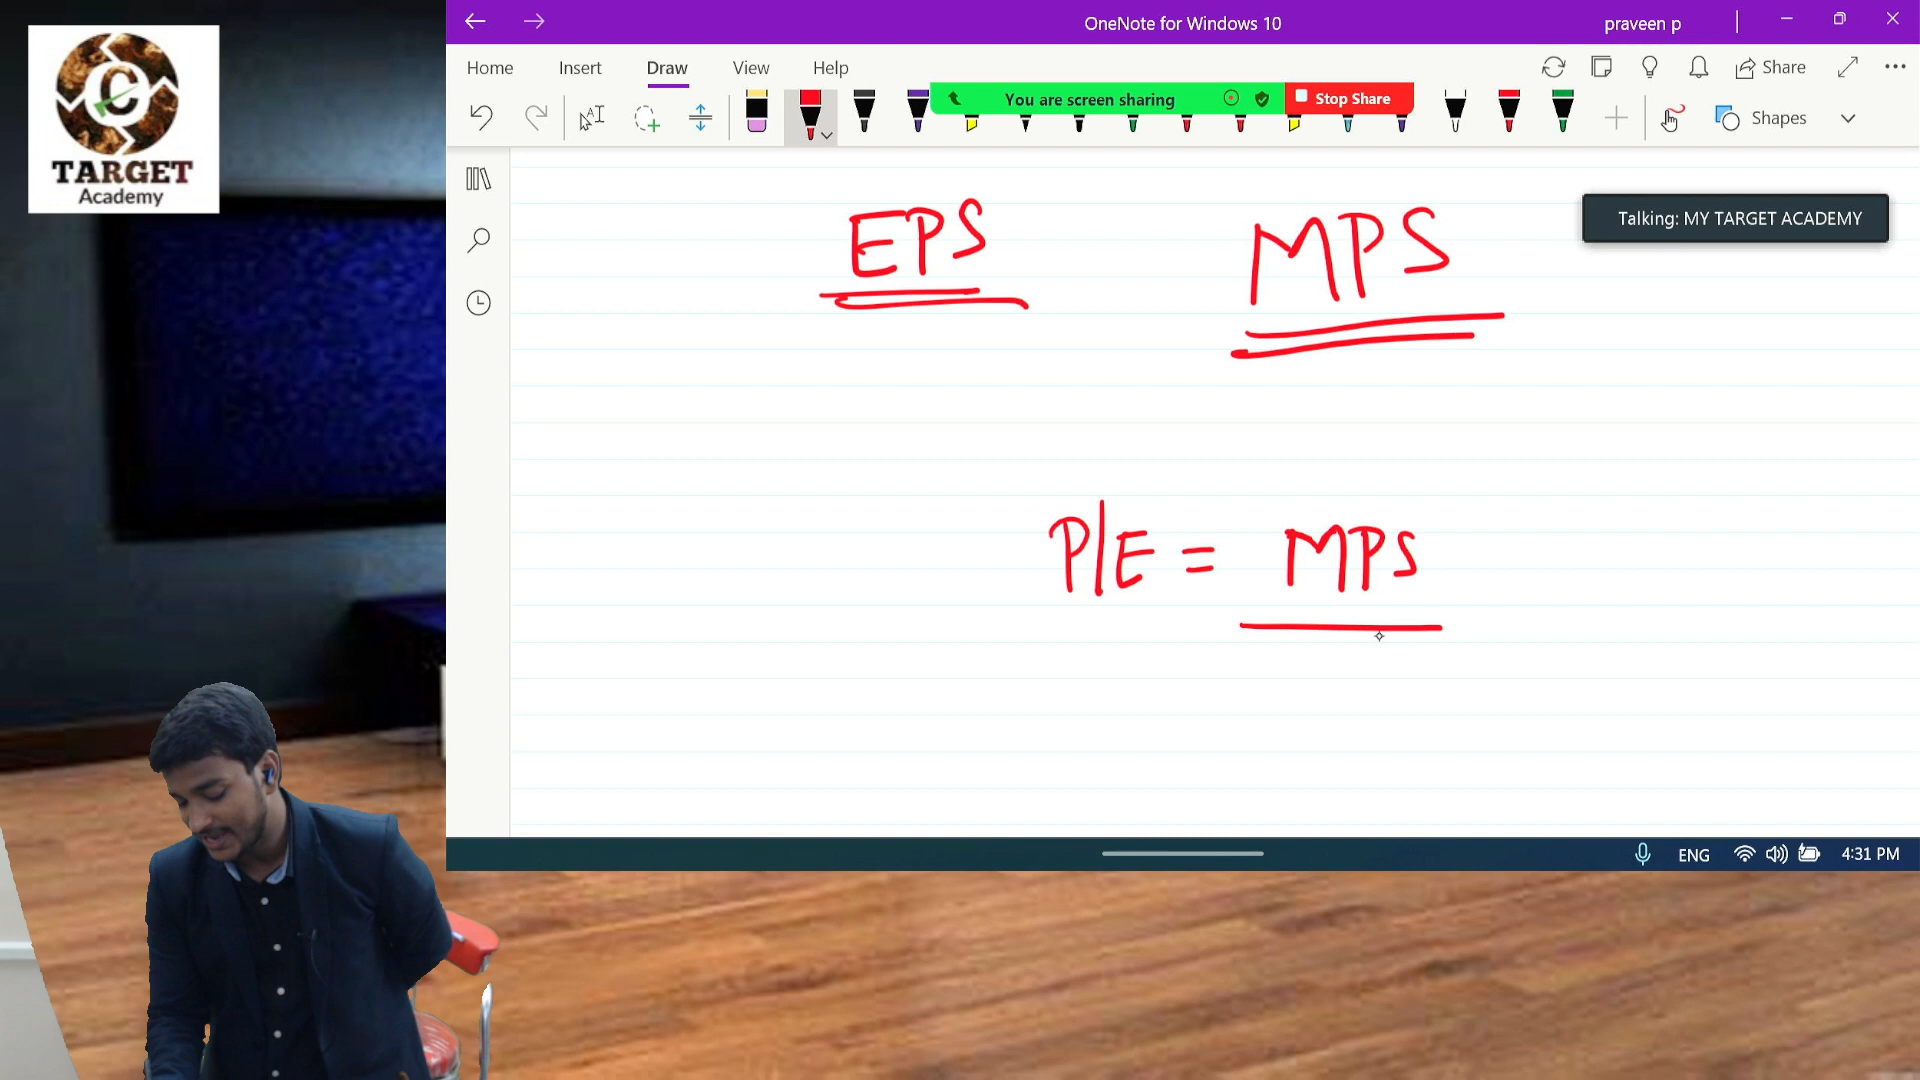 TARGET
Academy
OneNote for Windows 10
praveen p
Home Insert Draw View Help
Share
You are screen sharing
Stop Share
Shapes
Talking: MY TARGET ACADEMY
EPS MPS
P|E = MPS
ENG
4:31 PM